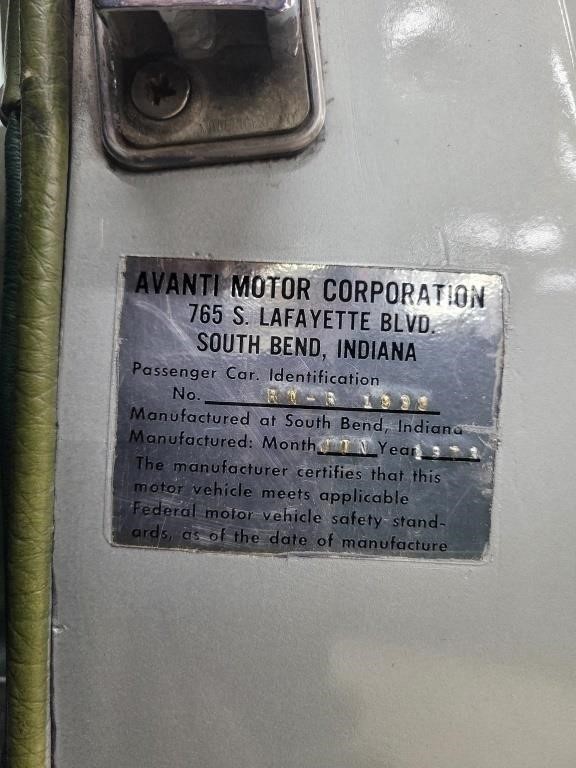 AVANTI MOTOR CORPORATION
765 S. LAFAYETTE BLVD.
SOUTH BEND, INDIANA
Passenger Car. Identification
No.
Manufactured at South Bend, Indiana
Manufactured: Month JUN Year
The manufacturer certifies that this
motor vehicle meets applicable
Federal motor vehicle safety stand-
ards, as of the date of manufacture